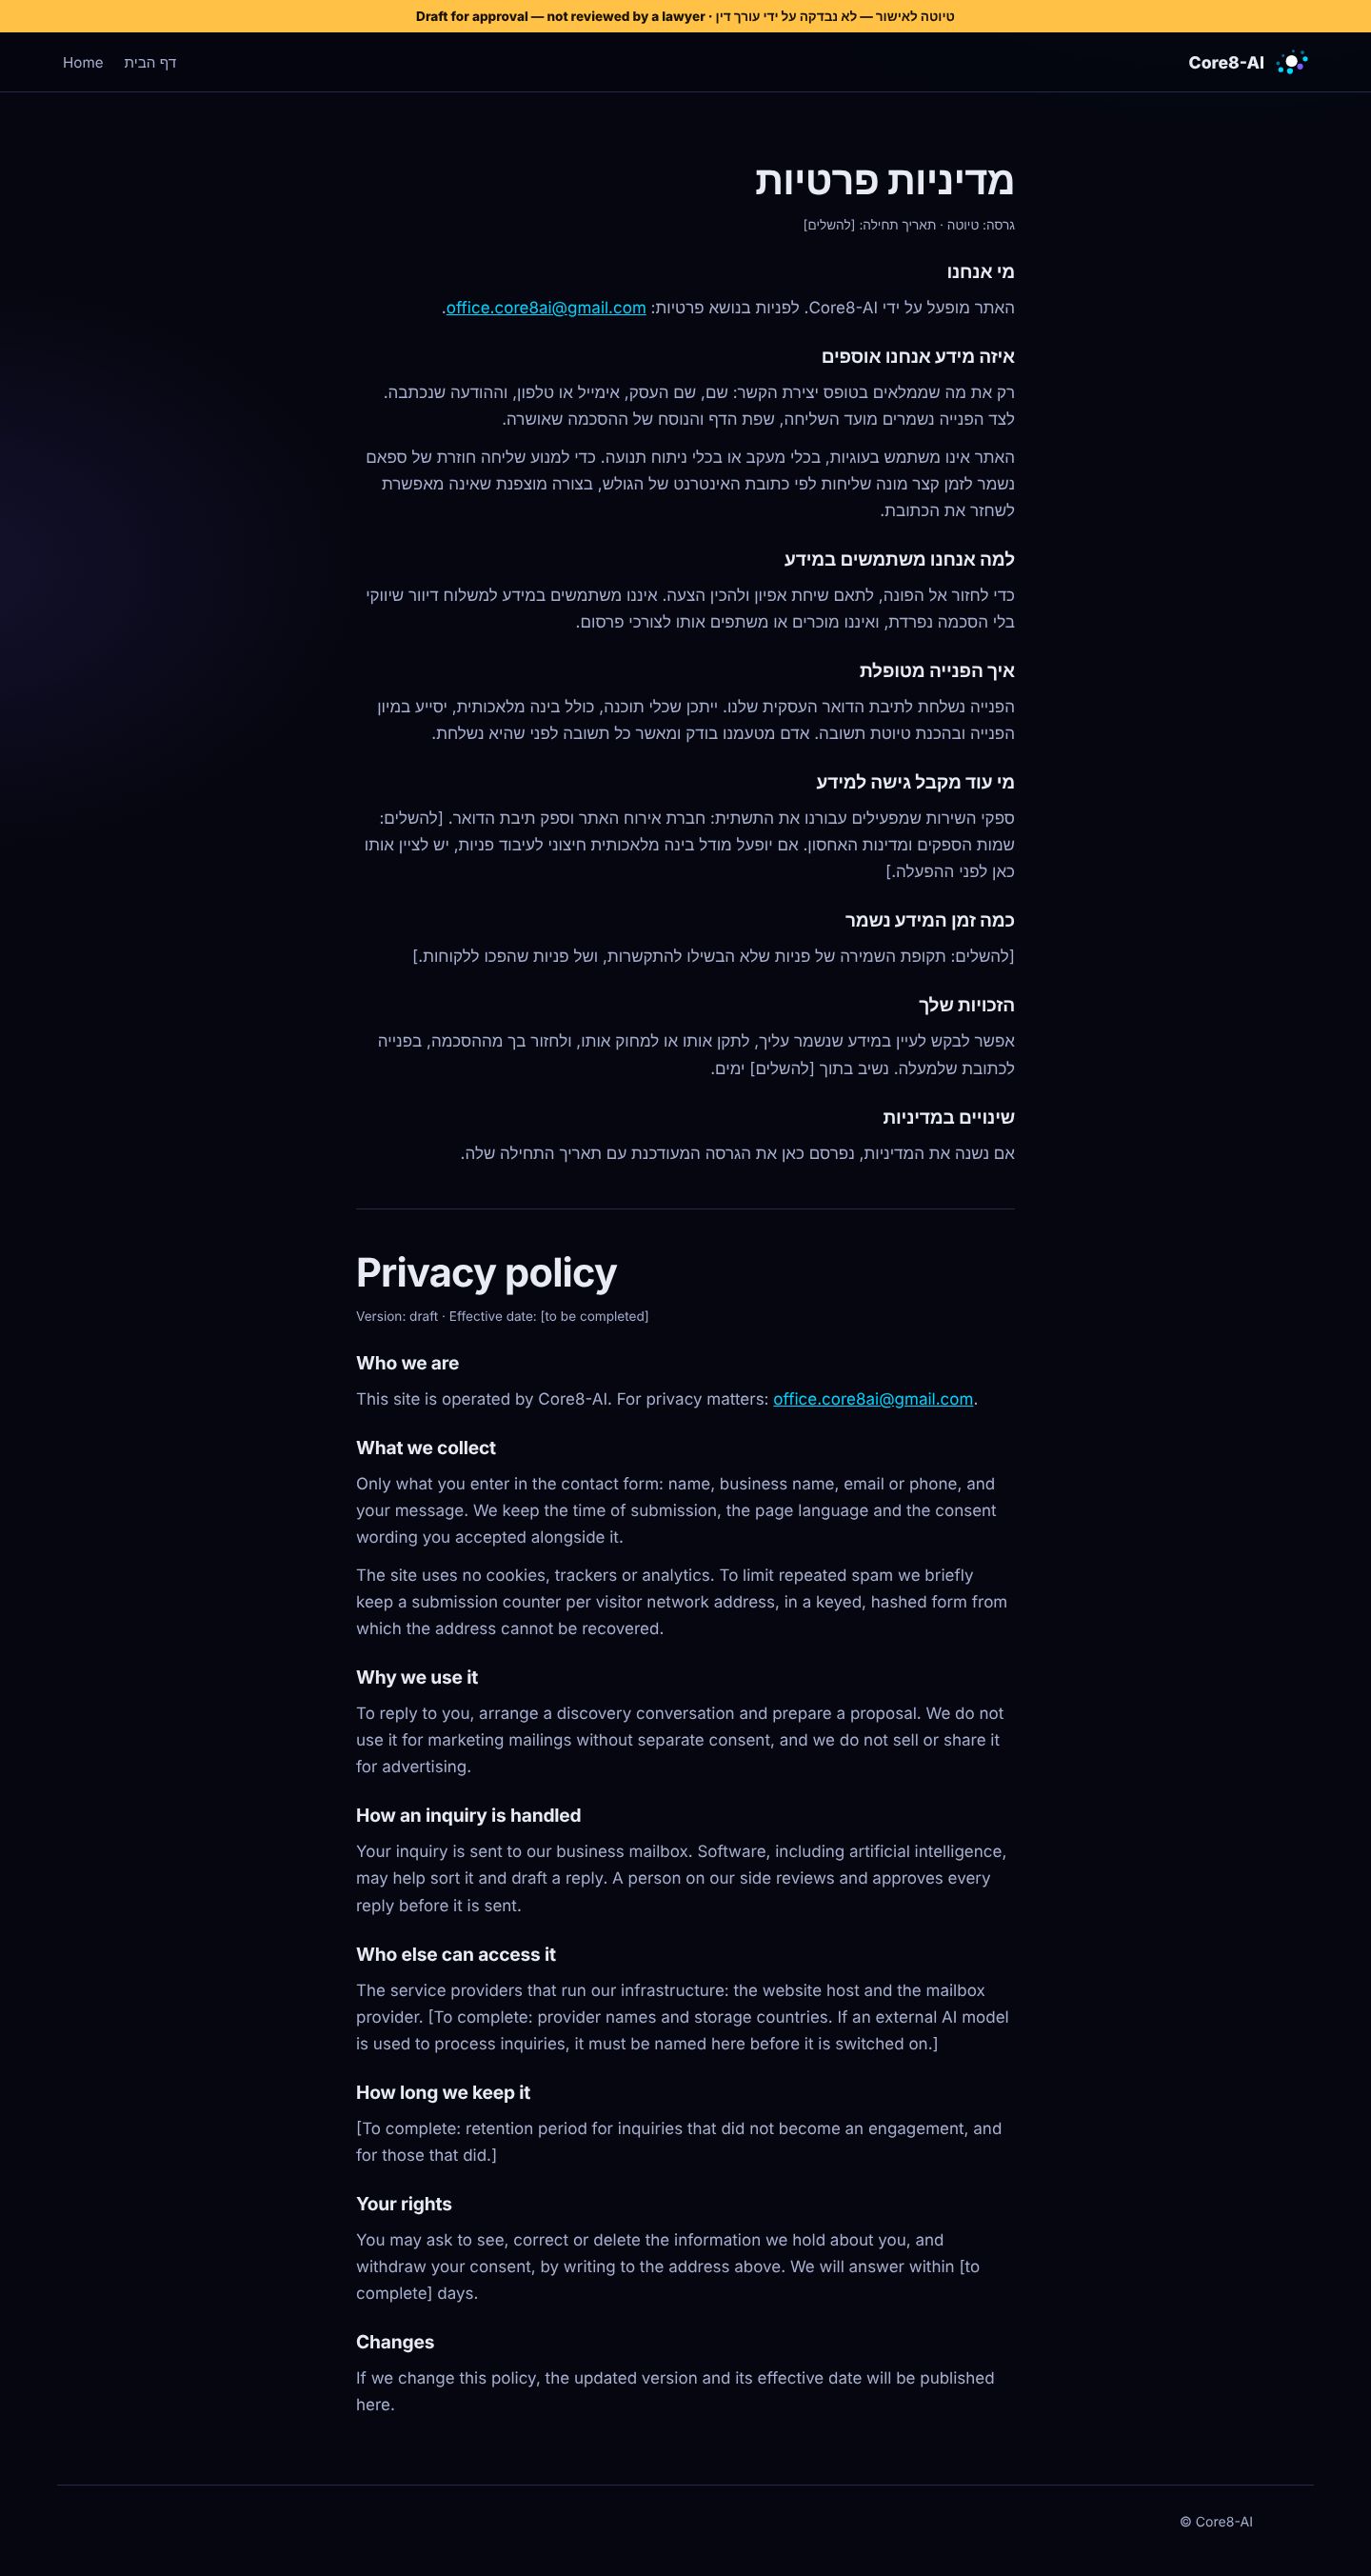 טיוטה לאישור — לא נבדקה על ידי עורך דין · Draft for approval — not reviewed by a lawyer
Core8-AI
דף הבית
Home
מדיניות פרטיות
גרסה: טיוטה · תאריך תחילה: [להשלים]
מי אנחנו
האתר מופעל על ידי Core8-AI. לפניות בנושא פרטיות: office.core8ai@gmail.com.
איזה מידע אנחנו אוספים
רק את מה שממלאים בטופס יצירת הקשר: שם, שם העסק, אימייל או טלפון, וההודעה שנכתבה.
לצד הפנייה נשמרים מועד השליחה, שפת הדף והנוסח של ההסכמה שאושרה.
האתר אינו משתמש בעוגיות, בכלי מעקב או בכלי ניתוח תנועה. כדי למנוע שליחה חוזרת של ספאם
נשמר לזמן קצר מונה שליחות לפי כתובת האינטרנט של הגולש, בצורה מוצפנת שאינה מאפשרת
לשחזר את הכתובת.
למה אנחנו משתמשים במידע
כדי לחזור אל הפונה, לתאם שיחת אפיון ולהכין הצעה. איננו משתמשים במידע למשלוח דיוור שיווקי
בלי הסכמה נפרדת, ואיננו מוכרים או משתפים אותו לצורכי פרסום.
איך הפנייה מטופלת
הפנייה נשלחת לתיבת הדואר העסקית שלנו. ייתכן שכלי תוכנה, כולל בינה מלאכותית, יסייע במיון
הפנייה ובהכנת טיוטת תשובה. אדם מטעמנו בודק ומאשר כל תשובה לפני שהיא נשלחת.
מי עוד מקבל גישה למידע
ספקי השירות שמפעילים עבורנו את התשתית: חברת אירוח האתר וספק תיבת הדואר. [להשלים:
שמות הספקים ומדינות האחסון. אם יופעל מודל בינה מלאכותית חיצוני לעיבוד פניות, יש לציין אותו
כאן לפני ההפעלה.]
כמה זמן המידע נשמר
[להשלים: תקופת השמירה של פניות שלא הבשילו להתקשרות, ושל פניות שהפכו ללקוחות.]
הזכויות שלך
אפשר לבקש לעיין במידע שנשמר עליך, לתקן אותו או למחוק אותו, ולחזור בך מההסכמה, בפנייה
לכתובת שלמעלה. נשיב בתוך [להשלים] ימים.
שינויים במדיניות
אם נשנה את המדיניות, נפרסם כאן את הגרסה המעודכנת עם תאריך התחילה שלה.
Privacy policy
Version: draft · Effective date: [to be completed]
Who we are
This site is operated by Core8-AI. For privacy matters: office.core8ai@gmail.com.
What we collect
Only what you enter in the contact form: name, business name, email or phone, and
your message. We keep the time of submission, the page language and the consent
wording you accepted alongside it.
The site uses no cookies, trackers or analytics. To limit repeated spam we briefly
keep a submission counter per visitor network address, in a keyed, hashed form from
which the address cannot be recovered.
Why we use it
To reply to you, arrange a discovery conversation and prepare a proposal. We do not
use it for marketing mailings without separate consent, and we do not sell or share it
for advertising.
How an inquiry is handled
Your inquiry is sent to our business mailbox. Software, including artificial intelligence,
may help sort it and draft a reply. A person on our side reviews and approves every
reply before it is sent.
Who else can access it
The service providers that run our infrastructure: the website host and the mailbox
provider. [To complete: provider names and storage countries. If an external AI model
is used to process inquiries, it must be named here before it is switched on.]
How long we keep it
[To complete: retention period for inquiries that did not become an engagement, and
for those that did.]
Your rights
You may ask to see, correct or delete the information we hold about you, and
withdraw your consent, by writing to the address above. We will answer within [to
complete] days.
Changes
If we change this policy, the updated version and its effective date will be published
here.
© Core8-AI